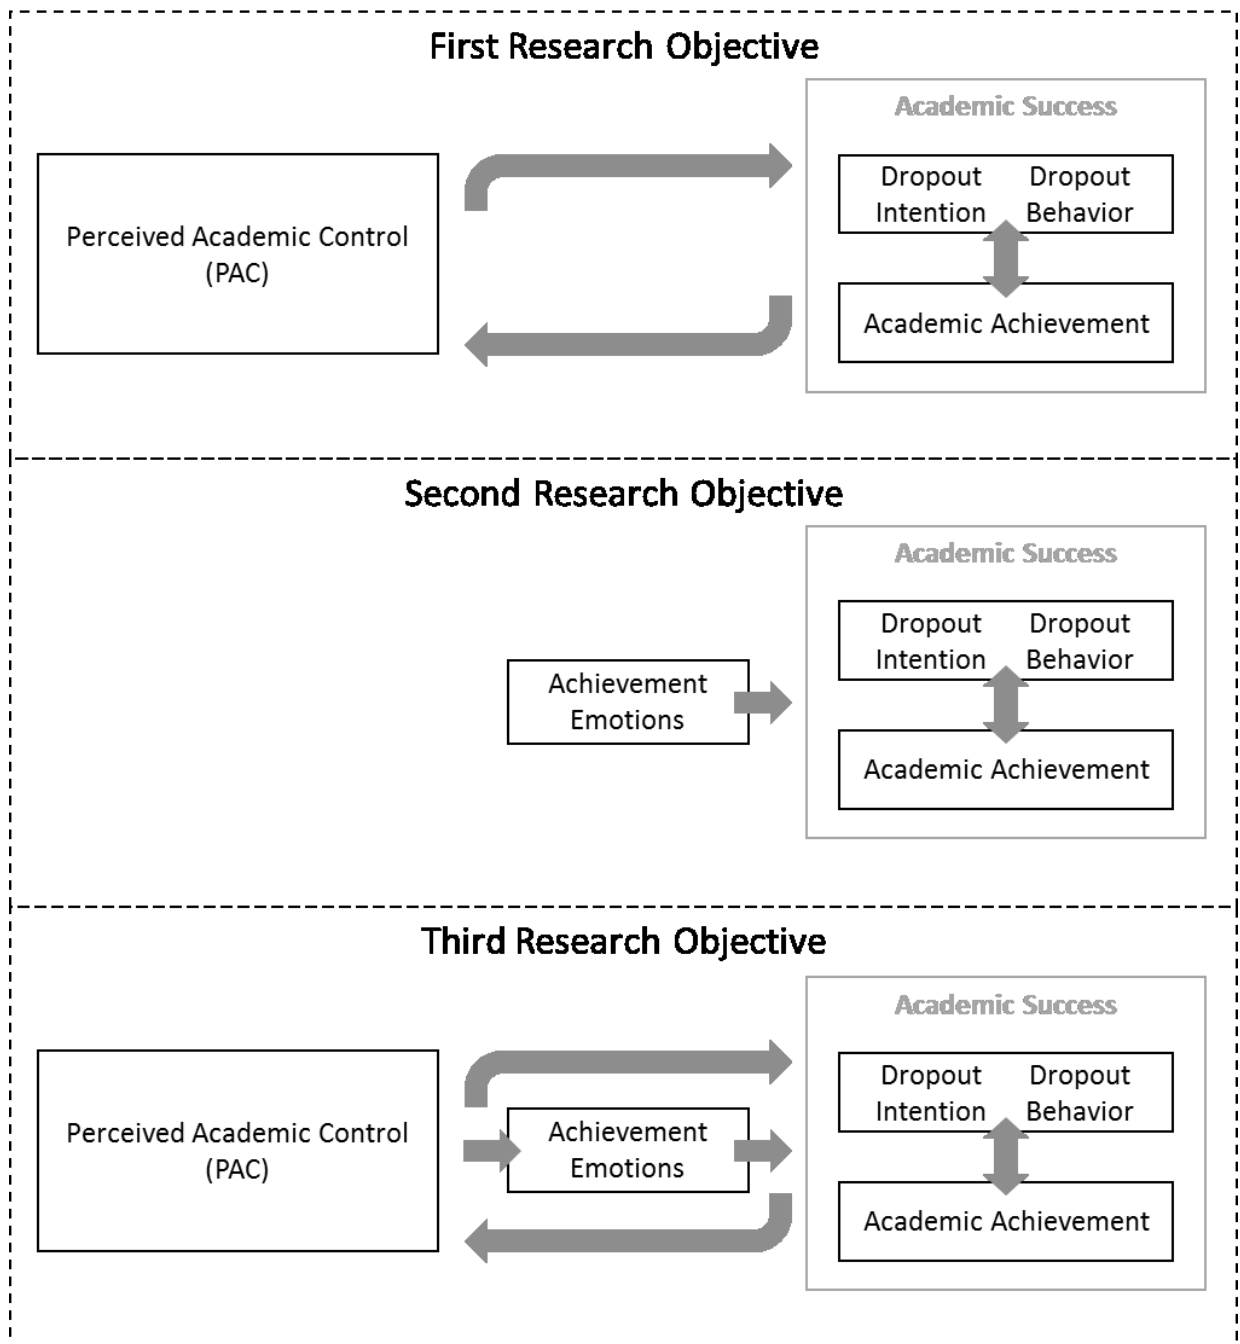 First Research Objective
Academic Success
Perceived Academic Control
(PAC)
Dropout Intention
Dropout Behavior
Academic Achievement
Second Research Objective
Academic Success
Achievement
Emotions
Dropout Intention
Dropout Behavior
Academic Achievement
Third Research Objective
Academic Success
Perceived Academic Control
(PAC)
Achievement
Emotions
Dropout Intention
Dropout Behavior
Academic Achievement